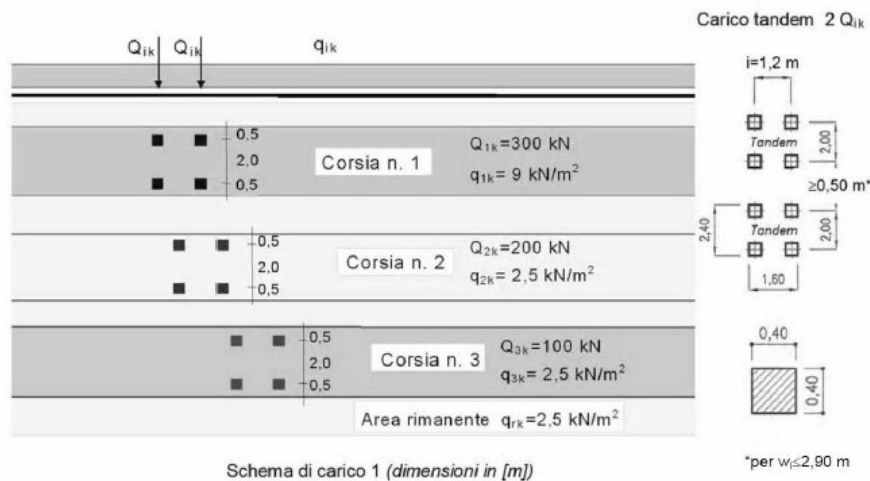 Carico tandem 2 Qik
Qik Qik qik
i=1,2 m
0,5
2,0
0,5
Corsia n. 1
Q1k=300 kN
q1k= 9 kN/m²
Tandem
2,00
≥0,50 m*
0,5
2,0
0,5
Corsia n. 2
Q2k=200 kN
q2k= 2,5 kN/m²
2,40
Tandem
2,00
1,60
0,5
2,0
0,5
Corsia n. 3
Q3k=100 kN
q3k= 2,5 kN/m²
0,40
0,40
Area rimanente qrk=2,5 kN/m²
Schema di carico 1 (dimensioni in [m])
*per wl≤2,90 m